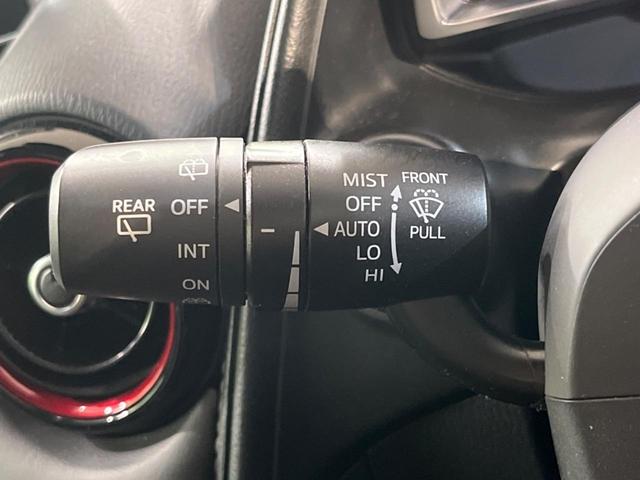 REAR
OFF
INT
ON
MIST
OFF
AUTO
LO
HI
FRONT
PULL